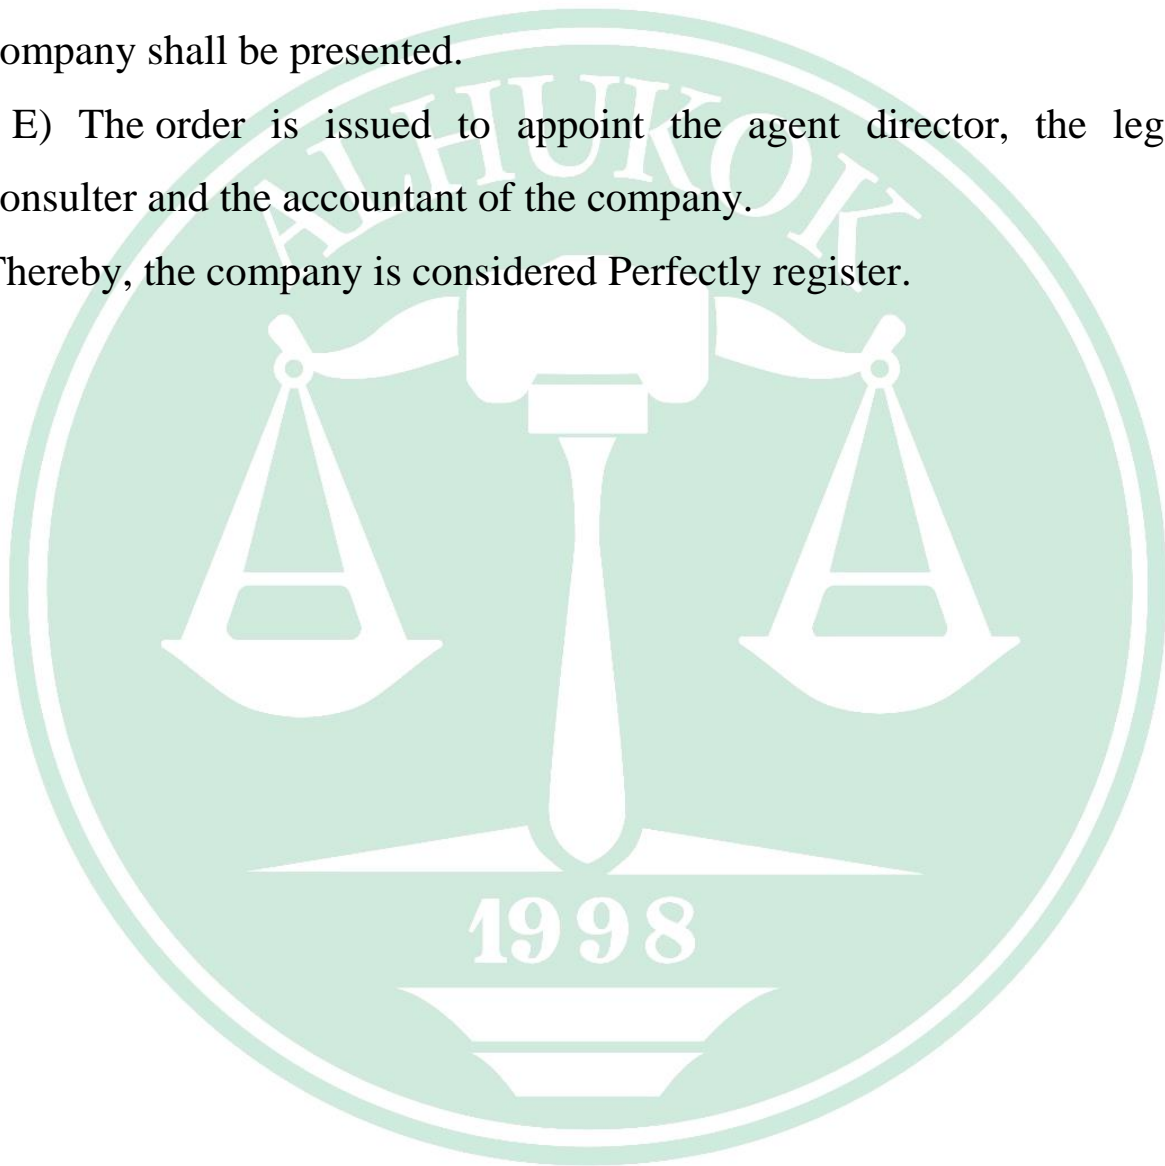 ompany shall be presented.
E) The order is issued to appoint the agent director, the leg
onsulter and the accountant of the company.
Thereby, the company is considered Perfectly register.
ALHUKOK
1998